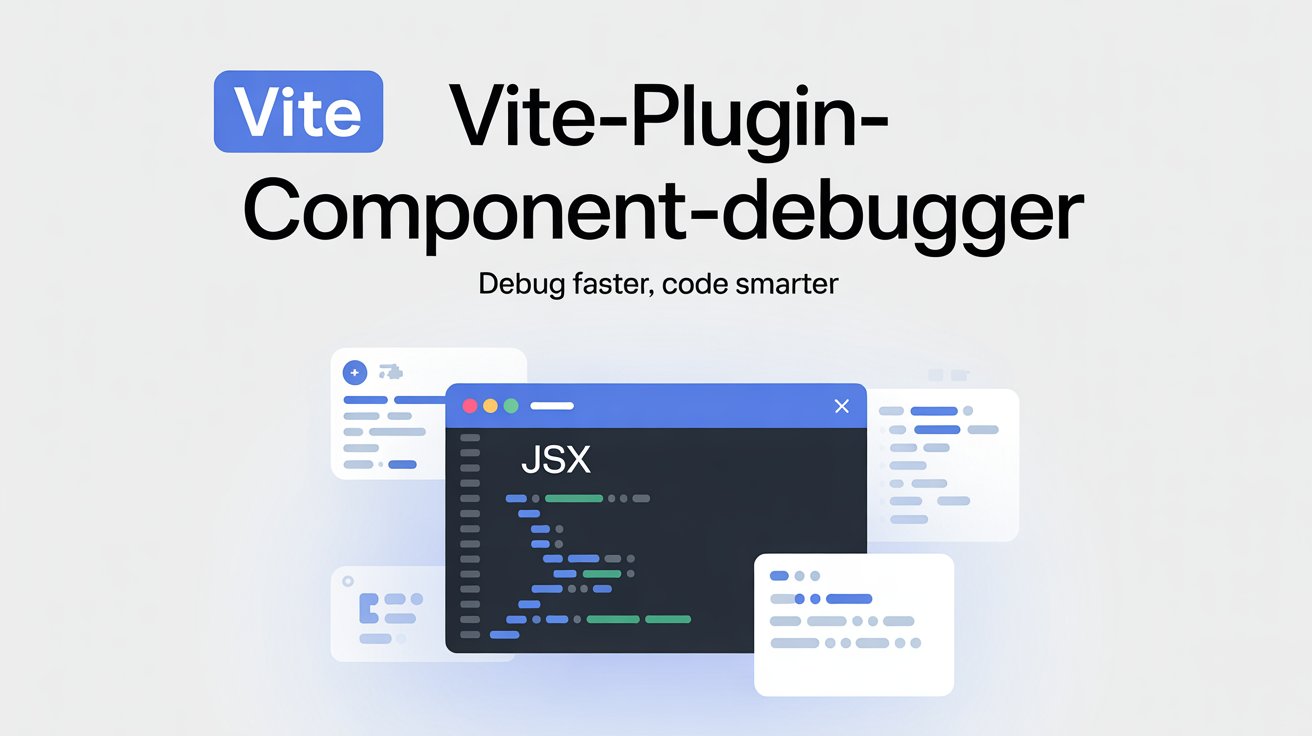 Vite
Vite-Plugin-
Component-debugger
Debug faster, code smarter
JSX